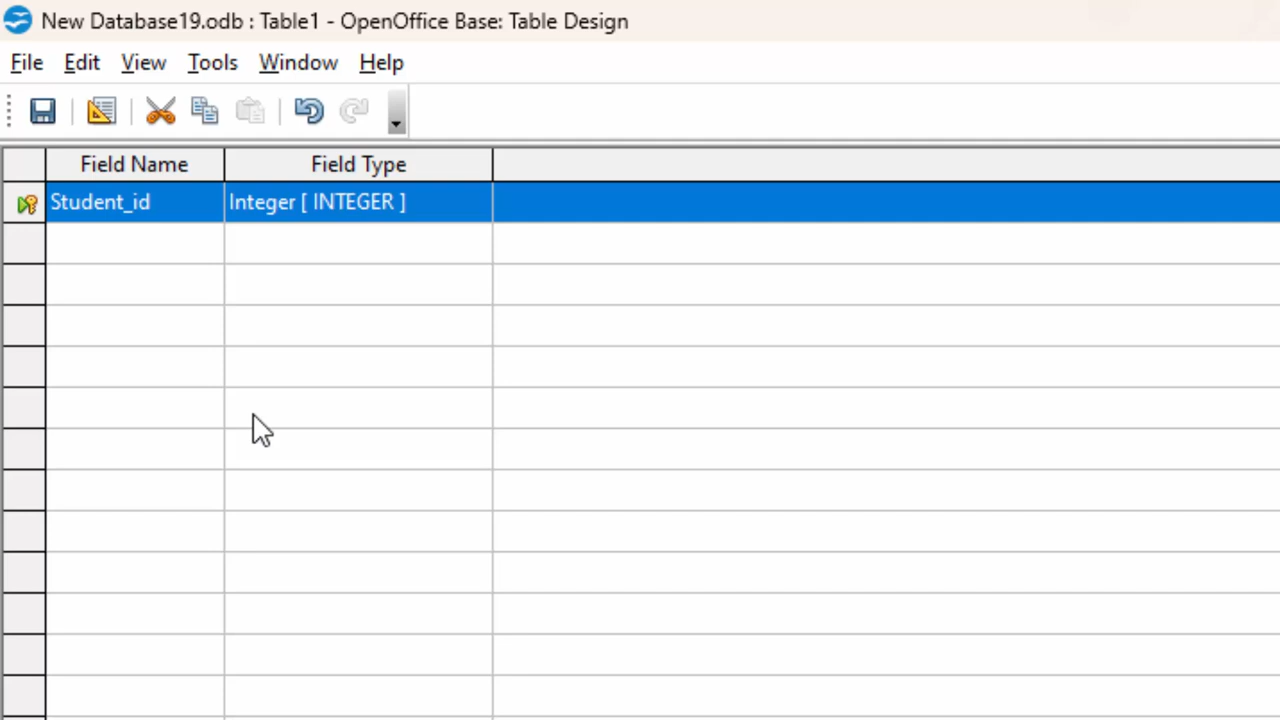 New Database19.odb : Table1 - OpenOffice Base: Table Design
File Edit View Tools Window Help
Field Name Field Type
Student_id Integer [ INTEGER ]